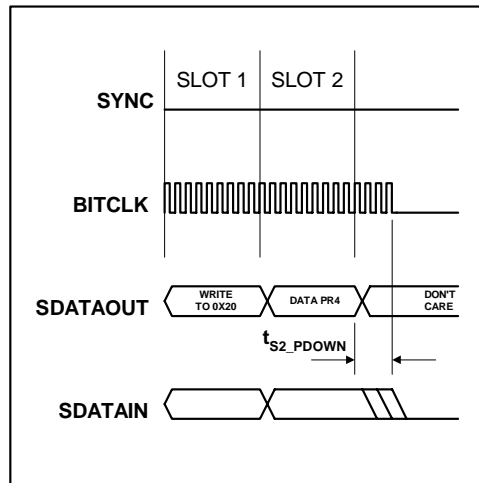 SLOT 1 SLOT 2
SYNC
BITCLK
SDATAOUT
WRITE
TO 0X20
DATA PR4
DON'T
CARE
tS2_PDOWN
SDATAIN